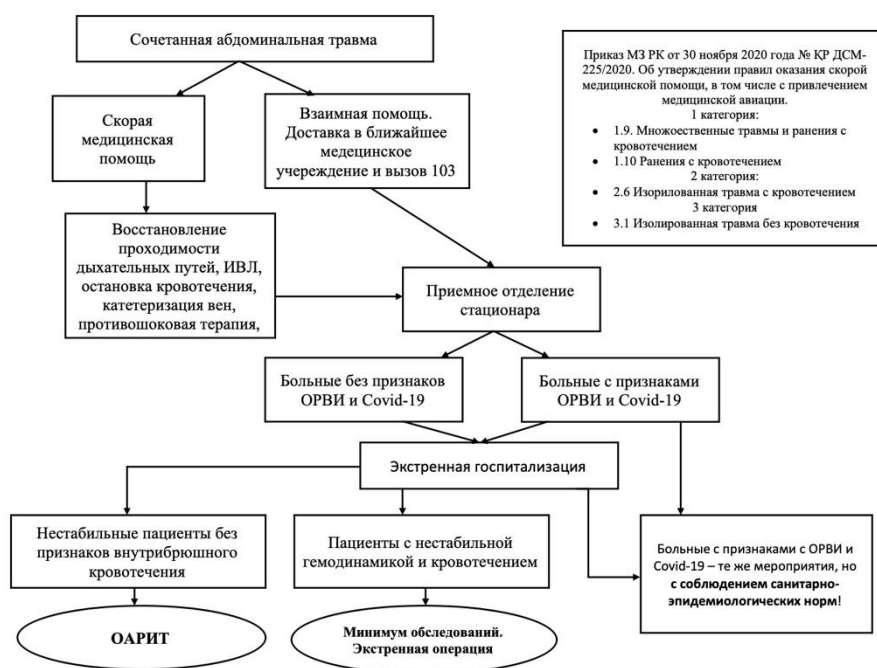 Сочетанная абдоминальная травма
Приказ МЗ РК от 30 ноября 2020 года № ҚР ДСМ-
225/2020. Об утверждении правил оказания скорой
медицинской помощи, в том числе с привлечением
медицинской авиации.
1 категория:
• 1.9. Множоественные травмы и ранения с
кровотечением
• 1.10 Ранения с кровотечением
2 категория:
• 2.6 Изорилованная травма с кровотечением
3 категория
• 3.1 Изолированная травма без кровотечения
Скорая
медицинская
помощь
Взаимная помощь.
Доставка в ближайшее
медецинское
учереждение и вызов 103
Восстановление
проходимости
дыхательных путей, ИВЛ,
остановка кровотечения,
катетеризация вен,
противошоковая терапия,
Приемное отделение
стационара
Больные без признаков
ОРВИ и Covid-19
Больные с признаками
ОРВИ и Covid-19
Экстренная госпитализация
Нестабильные пациенты без
признаков внутрибрюшного
кровотечения
Пациенты с нестабильной
гемодинамикой и кровотечением
Больные с признаками с ОРВИ и
Covid-19 – те же мероприятия, но
с соблюдением санитарно-
эпидемиологических норм!
ОАРИТ
Минимум обследований.
Экстренная операция